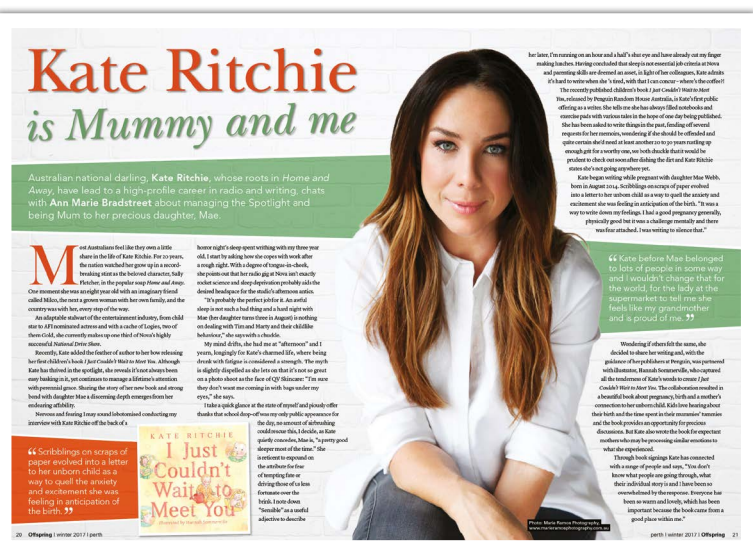 Kate Ritchie
is Mummy and me
Australian national darling, Kate Ritchie, whose roots in Home and
Away, have lead to a high-profile career in radio and writing, chats
with Ann Marie Bradstreet about managing the Spotlight and
being Mum to her precious daughter, Mae.
Most Australians feel like they own a little
share in the life of Kate Ritchie. For 20 years,
the nation watched her grow up in a record-
breaking stint as the beloved character, Sally
Fletcher, in the popular soap Home and Away.
One moment she was an eight year old with an imaginary friend
called Milco, the next a grown woman with her own family, and the
country was with her, every step of the way.
An adaptable stalwart of the entertainment industry, from child
star to AFI nominated actress and with a cache of Logies, two of
them Gold, she currently makes up one third of Nova's highly
successful National Drive Show.
Recently, Kate added the feather of author to her bow releasing
her first children's book I Just Couldn't Wait to Meet You. Although
Kate has thrived in the spotlight, she reveals it's not always been
easy basking in it, yet continues to manage a lifetime's attention
with perennial grace. Sharing the story of her new book and strong
bond with daughter Mae a discerning depth emerges from her
endearing affability.
Nervous and fearing I may sound lobotomised conducting my
interview with Kate Ritchie off the back of a
“ Scribblings on scraps of
paper evolved into a letter
to her unborn child as a
way to quell the anxiety
and excitement she was
feeling in anticipation of
the birth. ”
KATE RITCHIE
I Just
Couldn't
Wait to
Meet You
illustrated by Hannah Sommerville
horror night's sleep spent writhing with my three year
old, I start by asking how she copes with work after
a rough night. With a degree of tongue-in-cheek,
she points out that her radio gig at Nova isn't exactly
rocket science and sleep deprivation probably aids the
desired headspace for the studio's afternoon antics.
"It's probably the perfect job for it. An awful
sleep is not such a bad thing and a hard night with
Mae (her daughter turns three in August) is nothing
on dealing with Tim and Marty and their childlike
behaviour," she says with a chuckle.
My mind drifts, she had me at "afternoon" and I
yearn, longingly for Kate's charmed life, where being
drunk with fatigue is considered a strength. The myth
is slightly dispelled as she lets on that it's not so great
on a photo shoot as the face of QV Skincare: "I'm sure
they don't want me coming in with bags under my
eyes," she says.
I take a quick glance at the state of myself and piously offer
thanks that school drop-off was my only public appearance for
the day, no amount of airbrushing
could rescue this, I decide, as Kate
quietly concedes, Mae is, "a pretty good
sleeper most of the time." She
is reticent to expound on
the attribute for fear
of tempting fate or
driving those of us less
fortunate over the
brink. I note down
"Sensible" as a useful
adjective to describe
20 Offspring | winter 2017 | perth
her later, I'm running on an hour and a half's shut eye and have already cut my finger
making lunches. Having concluded that sleep is not essential job criteria at Nova
and parenting skills are deemed an asset, in light of her colleagues, Kate admits
it's hard to write when she 's tired, with that I can concur – where's the coffee?!
The recently published children's book I Just Couldn't Wait to Meet
You, released by Penguin Random House Australia, is Kate's first public
offering as a writer. She tells me she has always filled notebooks and
exercise pads with various tales in the hope of one day being published.
She has been asked to write things in the past, fending off several
requests for her memoirs, wondering if she should be offended and
quite certain she'd need at least another 20 to 30 years rustling up
enough grit for a worthy one, we both chuckle that it would be
prudent to check out soon after dishing the dirt and Kate Ritchie
states she's not going anywhere yet.
Kate began writing while pregnant with daughter Mae Webb,
born in August 2014. Scribblings on scraps of paper evolved
into a letter to her unborn child as a way to quell the anxiety and
excitement she was feeling in anticipation of the birth. "It was a
way to write down my feelings. I had a good pregnancy generally,
physically good but it was a challenge mentally and there
was fear attached. I was writing to silence that."
“ Kate before Mae belonged
to lots of people in some way
and I wouldn't change that for
the world, for the lady at the
supermarket to tell me she
feels like my grandmother
and is proud of me. ”
Wondering if others felt the same, she
decided to share her writing and, with the
guidance of her publishers at Penguin, was partnered
with illustrator, Hannah Sommerville, who captured
all the tenderness of Kate's words to create I Just
Couldn't Wait to Meet You. The collaboration resulted in
a beautiful book about pregnancy, birth and a mother's
connection to her unborn child. Kids love hearing about
their birth and the time spent in their mummies' tummies
and the book provides an opportunity for precious
discussions. But Kate also wrote the book for expectant
mothers who may be processing similar emotions to
what she experienced.
Through book signings Kate has connected
with a range of people and says, "You don't
know what people are going through, what
their individual story is and I have been so
overwhelmed by the response. Everyone has
been so warm and lovely, which has been
important because the book came from a
good place within me."
Photo: Marie Ramos Photography,
www.marieramosphotography.com.au
perth | winter 2017 | Offspring 21